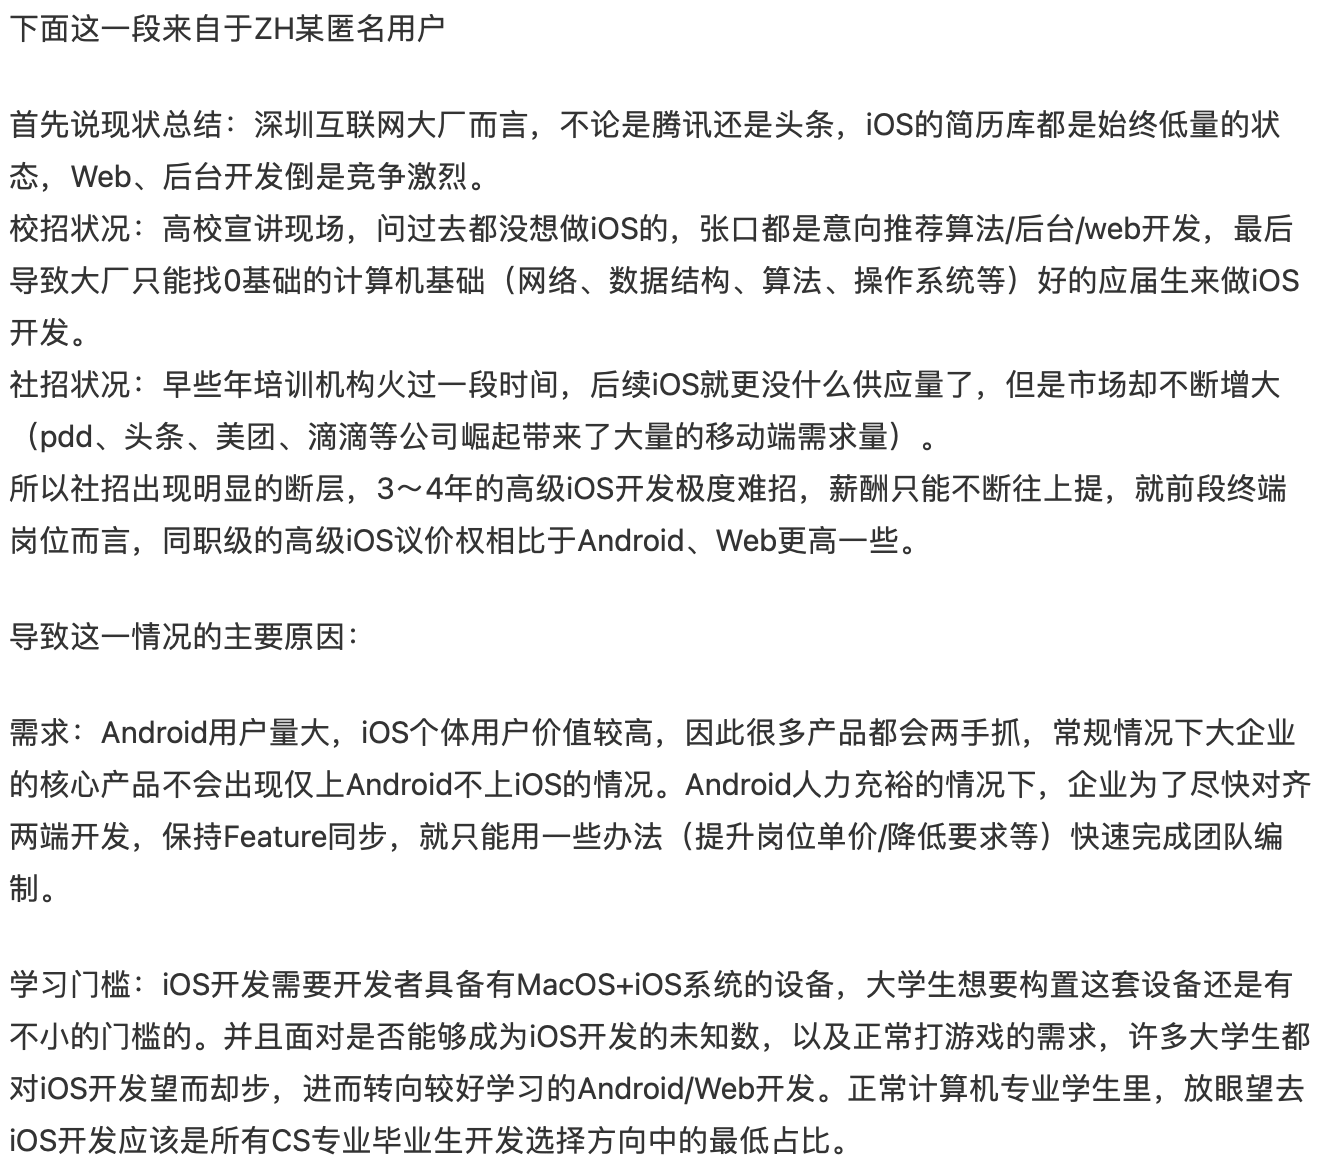 下面这一段来自于ZH某匿名用户
首先说现状总结：深圳互联网大厂而言，不论是腾讯还是头条，iOS的简历库都是始终低量的状
态，Web、后台开发倒是竞争激烈。
校招状况：高校宣讲现场，问过去都没想做iOS的，张口都是意向推荐算法/后台/web开发，最后
导致大厂只能找0基础的计算机基础（网络、数据结构、算法、操作系统等）好的应届生来做iOS
开发。
社招状况：早些年培训机构火过一段时间，后续iOS就更没什么供应量了，但是市场却不断增大
（pdd、头条、美团、滴滴等公司崛起带来了大量的移动端需求量）。
所以社招出现明显的断层，3～4年的高级iOS开发极度难招，薪酬只能不断往上提，就前段终端
岗位而言，同职级的高级iOS议价权相比于Android、Web更高一些。
导致这一情况的主要原因：
需求：Android用户量大，iOS个体用户价值较高，因此很多产品都会两手抓，常规情况下大企业
的核心产品不会出现仅上Android不上iOS的情况。Android人力充裕的情况下，企业为了尽快对齐
两端开发，保持Feature同步，就只能用一些办法（提升岗位单价/降低要求等）快速完成团队编
制。
学习门槛：iOS开发需要开发者具备有MacOS+iOS系统的设备，大学生想要构置这套设备还是有
不小的门槛的。并且面对是否能够成为iOS开发的未知数，以及正常打游戏的需求，许多大学生都
对iOS开发望而却步，进而转向较好学习的Android/Web开发。正常计算机专业学生里，放眼望去
iOS开发应该是所有CS专业毕业生开发选择方向中的最低占比。